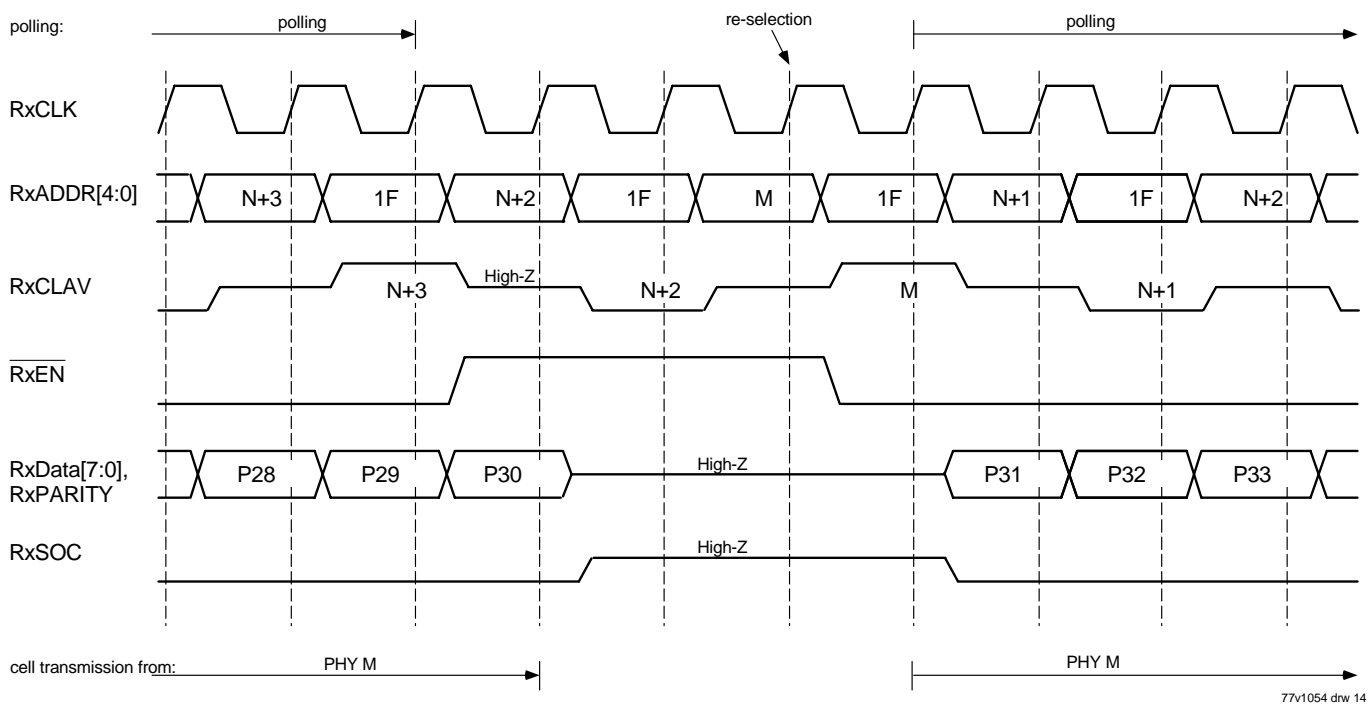 polling: polling re-selection polling
RxCLK
RxADDR[4:0] N+3 1F N+2 1F M 1F N+1 1F N+2
RxCLAV N+3 High-Z N+2 M N+1
RxEN
RxData[7:0],
RxPARITY
P28 P29 P30 High-Z P31 P32 P33
RxSOC High-Z
cell transmission from: PHY M PHY M
77v1054 drw 14